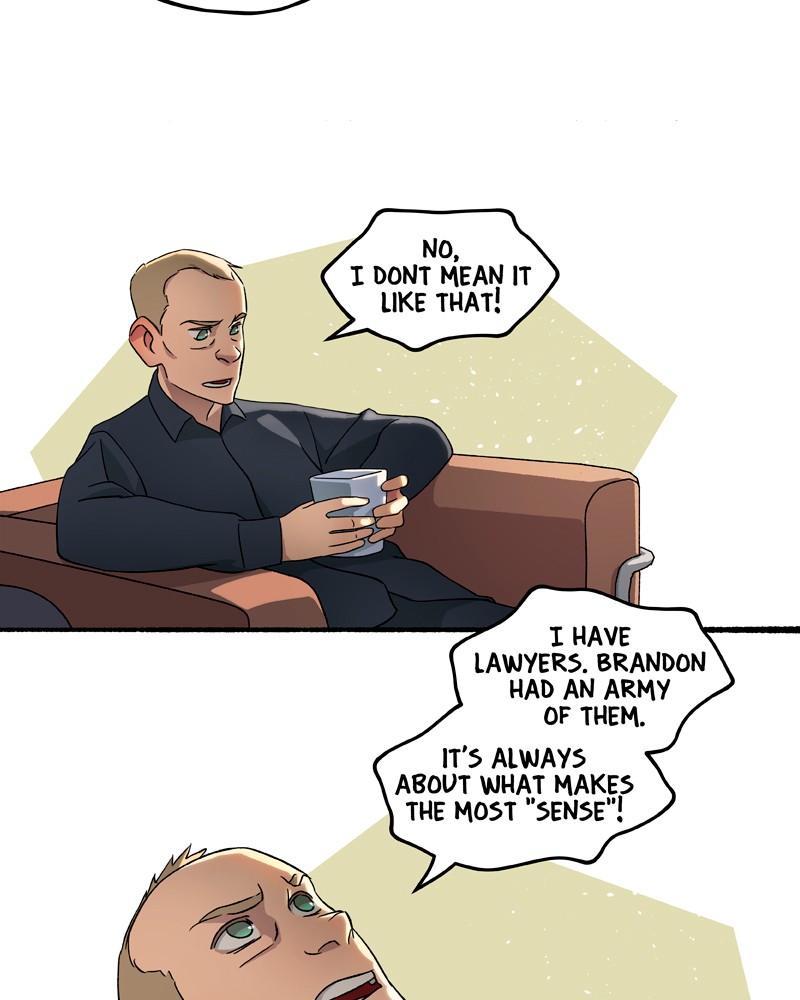 NO,
I DONT MEAN IT
LIKE THAT!
I HAVE
LAWYERS. BRANDON
HAD AN ARMY
OF THEM.
IT'S ALWAYS
ABOUT WHAT MAKES
THE MOST "SENSE"!